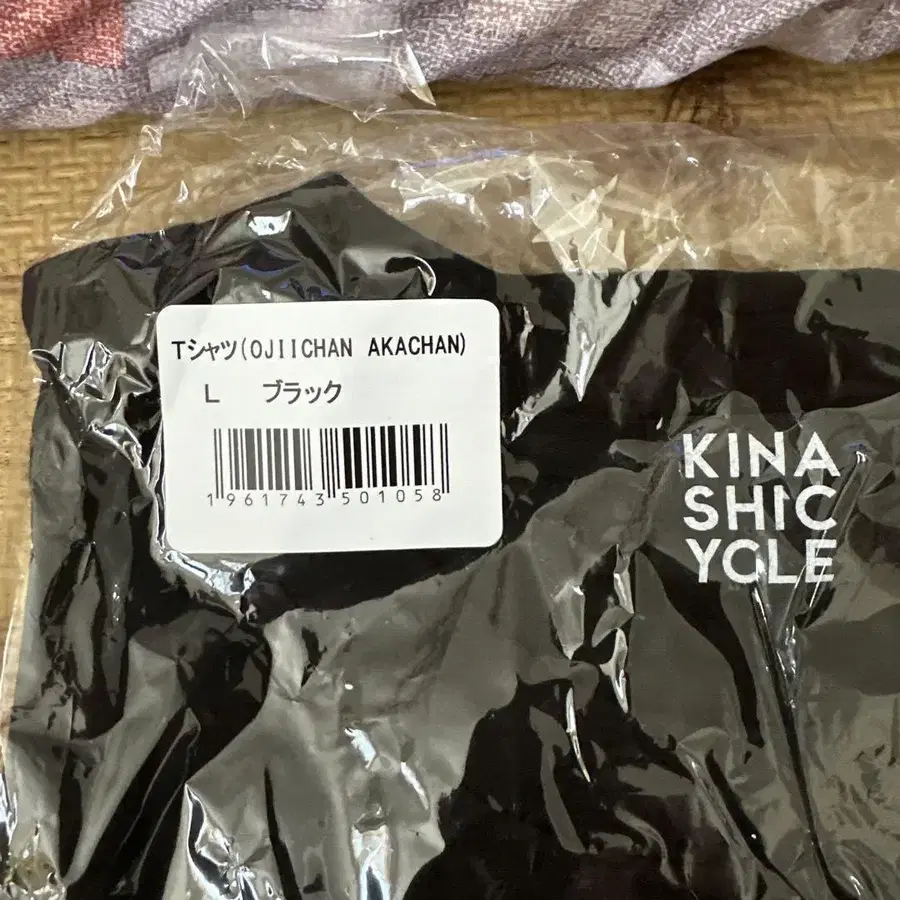 Tシャツ(OJIICHAN AKACHAN)
L ブラック
1961743501058
KINA
SHIC
YCLE